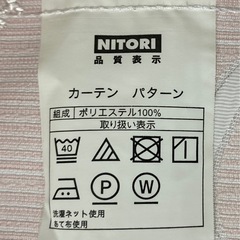 NITORI
品質表示
カーテン パターン
組成 ポリエステル100%
取り扱い表示
40
P W
洗濯ネット使用
あて布使用